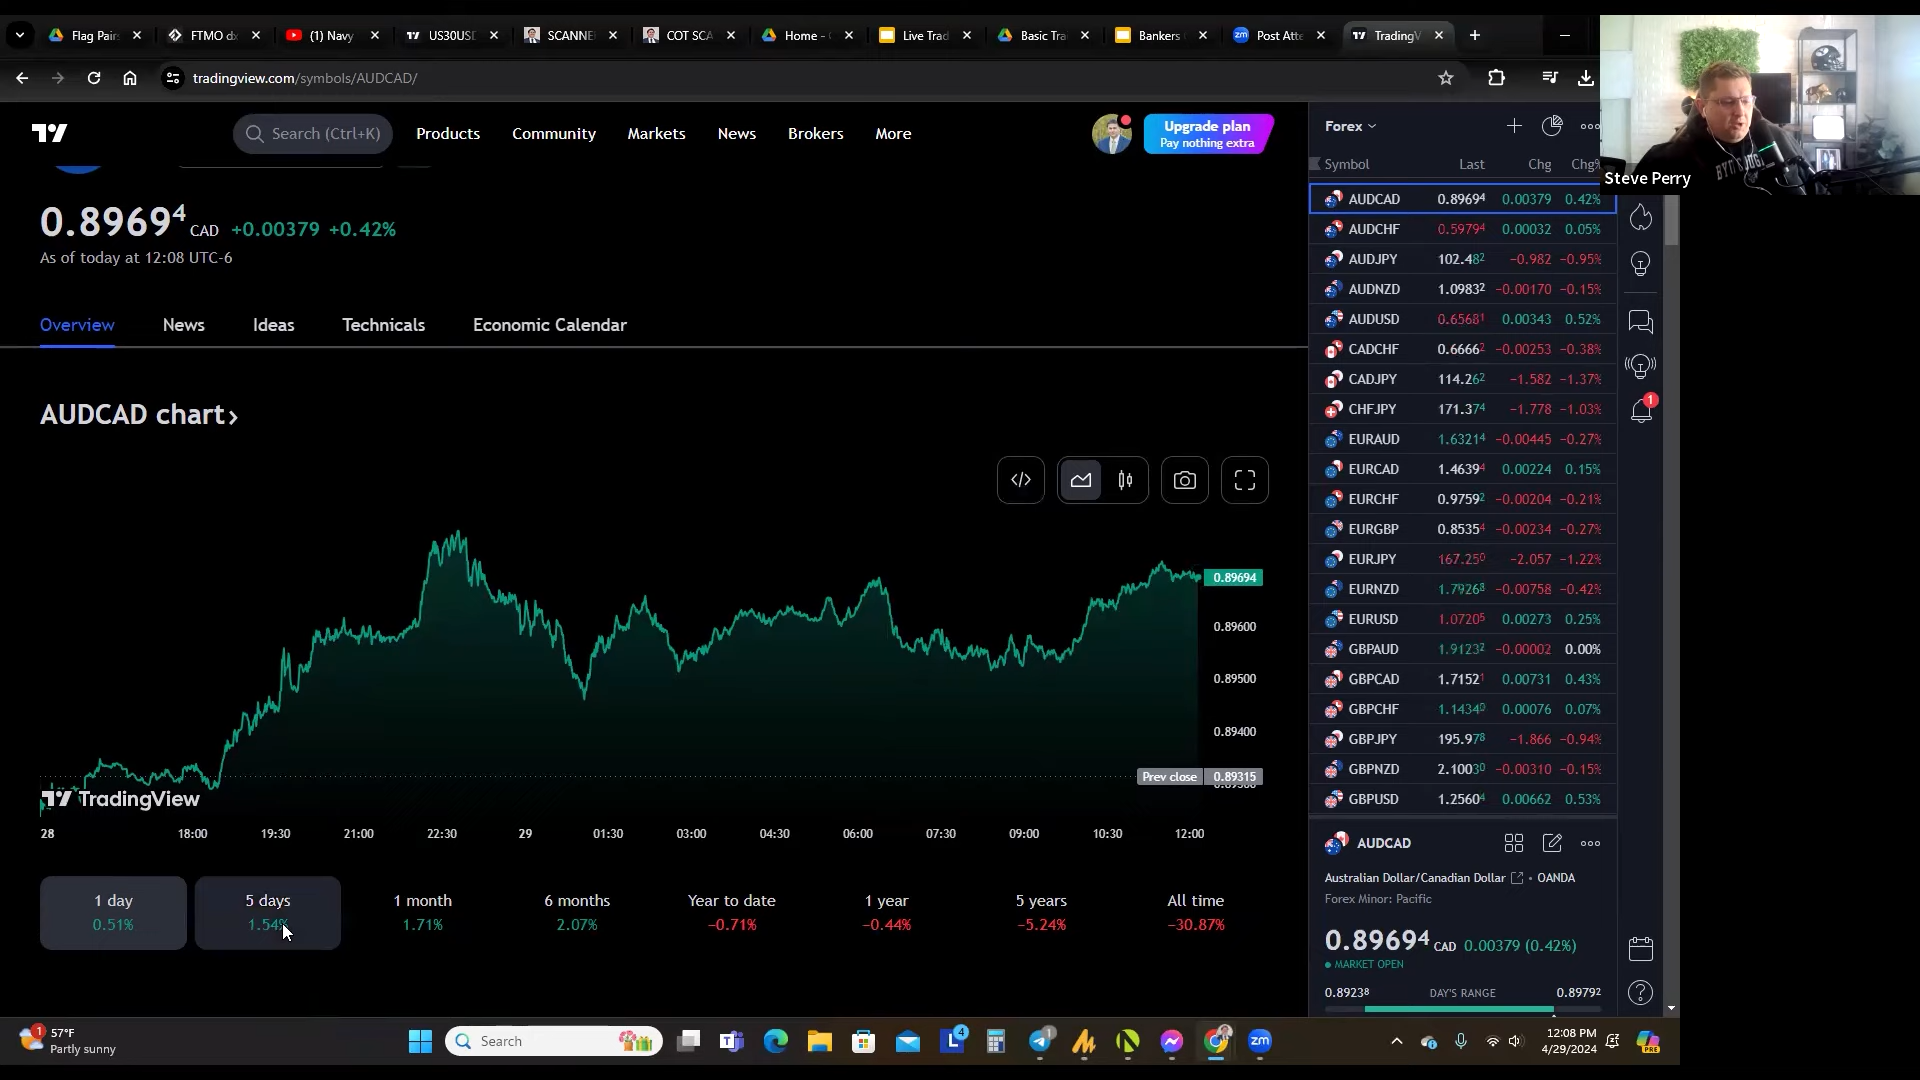 Flag Pairs
FTMO d
(1) Navy
US30US
SCANNE
COT SCA
Home -
Live Trad
Basic Tra
Bankers
Post Atte
TradingV
tradingview.com/symbols/AUDCAD/
Search (Ctrl+K)
Products
Community
Markets
News
Brokers
More
Upgrade plan
Pay nothing extra
Steve Perry
0.89694 CAD +0.00379 +0.42%
As of today at 12:08 UTC-6
Overview
News
Ideas
Technicals
Economic Calendar
AUDCAD chart›
0.89694
0.89600
0.89500
0.89400
Prev close 0.89315
TradingView
28 18:00 19:30 21:00 22:30 29 01:30 03:00 04:30 06:00 07:30 09:00 10:30 12:00
1 day
0.51%
5 days
1.54%
1 month
1.71%
6 months
2.07%
Year to date
−0.71%
1 year
−0.44%
5 years
−5.24%
All time
−30.87%
Forex
Symbol Last Chg Chg%
AUDCAD 0.89694 0.00379 0.42%
AUDCHF 0.59794 0.00032 0.05%
AUDJPY 102.482 −0.982 −0.95%
AUDNZD 1.09832 −0.00170 −0.15%
AUDUSD 0.65681 0.00343 0.52%
CADCHF 0.66662 −0.00253 −0.38%
CADJPY 114.262 −1.582 −1.37%
CHFJPY 171.374 −1.778 −1.03%
EURAUD 1.63214 −0.00445 −0.27%
EURCAD 1.46394 0.00224 0.15%
EURCHF 0.97592 −0.00204 −0.21%
EURGBP 0.85354 −0.00234 −0.27%
EURJPY 167.250 −2.057 −1.22%
EURNZD 1.79268 −0.00758 −0.42%
EURUSD 1.07205 0.00273 0.25%
GBPAUD 1.91232 −0.00002 0.00%
GBPCAD 1.71521 0.00731 0.43%
GBPCHF 1.14340 0.00076 0.07%
GBPJPY 195.978 −1.866 −0.94%
GBPNZD 2.10030 −0.00310 −0.15%
GBPUSD 1.25604 0.00662 0.53%
1
AUDCAD
Australian Dollar/Canadian Dollar • OANDA
Forex Minor: Pacific
0.89694 CAD 0.00379 (0.42%)
MARKET OPEN
0.89238 DAY'S RANGE 0.89792
1
57°F
Partly sunny
Search
4
1
12:08 PM
4/29/2024